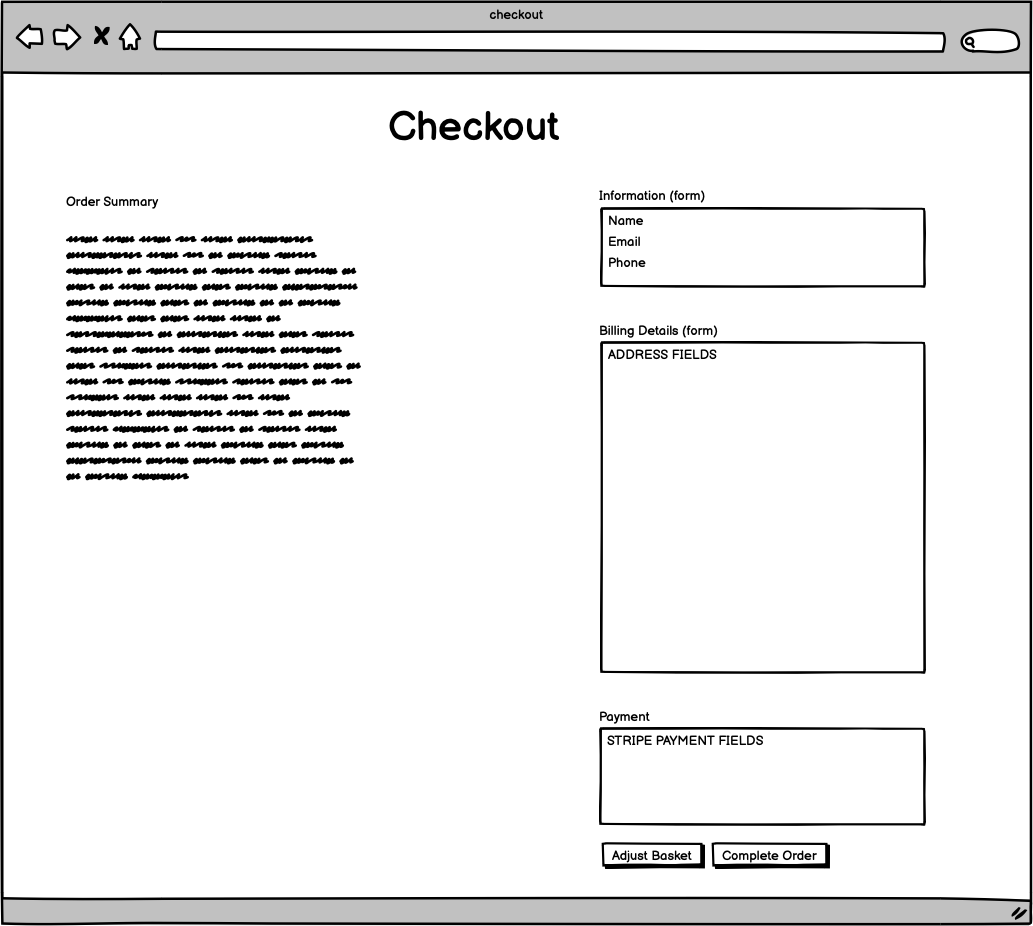 checkout
Checkout
Order Summary
Information (form)
Name
Email
Phone
Billing Details (form)
ADDRESS FIELDS
Payment
STRIPE PAYMENT FIELDS
Adjust Basket
Complete Order